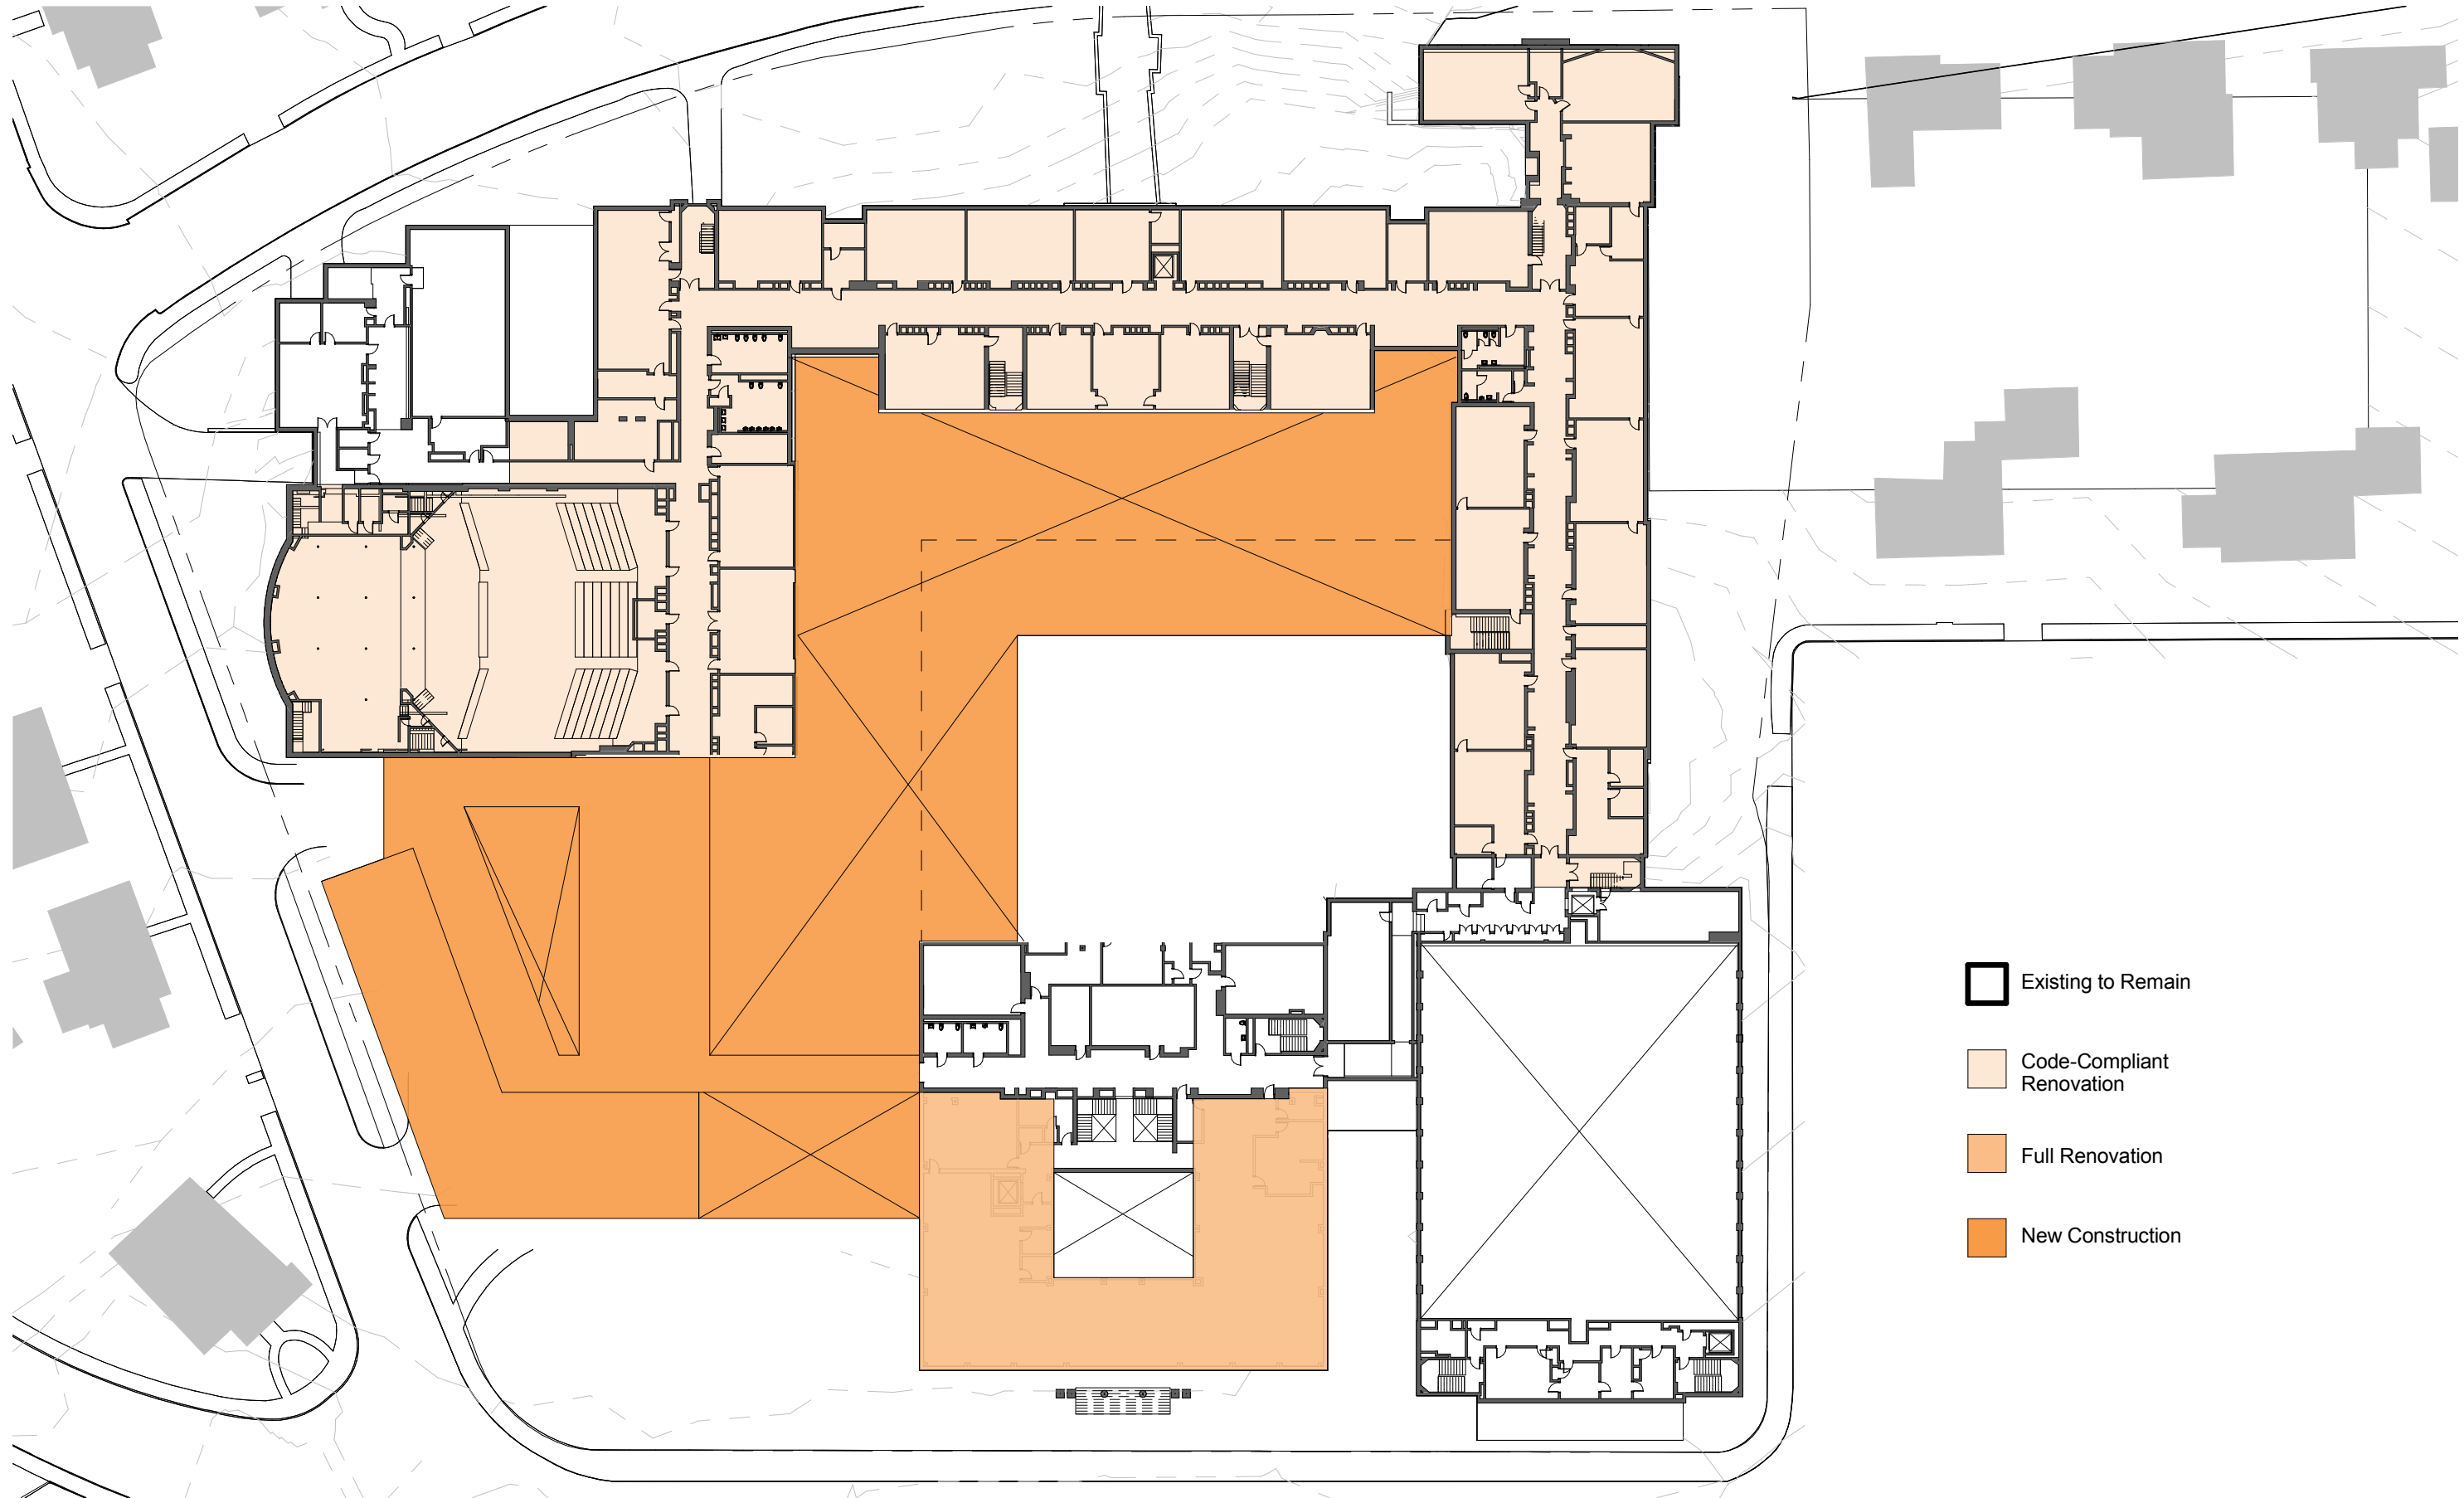 Existing to Remain
Code-Compliant
Renovation
Full Renovation
New Construction